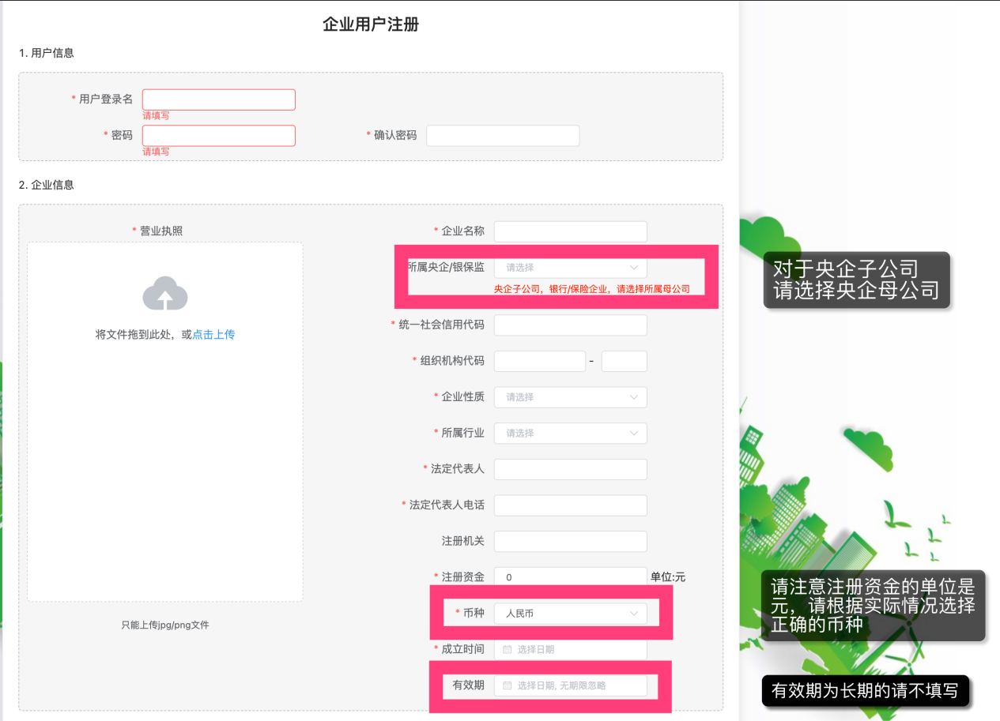 企业用户注册
1. 用户信息
* 用户登录名
请填写
* 密码
* 确认密码
请填写
2. 企业信息
* 营业执照
将文件拖到此处，或点击上传
只能上传jpg/png文件
* 企业名称
所属央企/银保监 请选择
央企子公司，银行/保险企业，请选择所属母公司
* 统一社会信用代码
* 组织机构代码 -
* 企业性质 请选择
* 所属行业 请选择
* 法定代表人
* 法定代表人电话
注册机关
* 注册资金 0 单位:元
* 币种 人民币
* 成立时间 选择日期
有效期 选择日期, 无期限忽略
对于央企子公司
请选择央企母公司
请注意注册资金的单位是
元，请根据实际情况选择
正确的币种
有效期为长期的请不填写